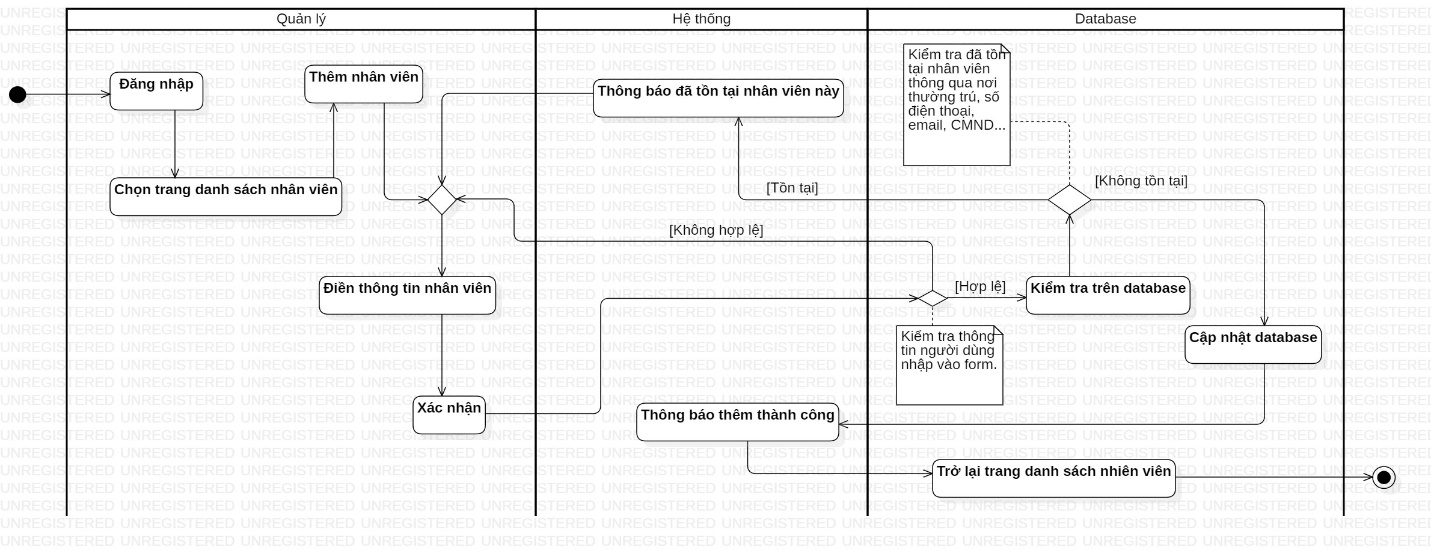 Quản lý
Hệ thống
Database
Đăng nhập
Thêm nhân viên
Chọn trang danh sách nhân viên
Thông báo đã tồn tại nhân viên này
Kiểm tra đã tồn
tại nhân viên
thông qua nơi
thường trú, số
điện thoại,
email, CMND...
[Tồn tại]
[Không tồn tại]
[Không hợp lệ]
Điền thông tin nhân viên
[Hợp lệ]
Kiểm tra trên database
Kiểm tra thông
tin người dùng
nhập vào form.
Cập nhật database
Xác nhận
Thông báo thêm thành công
Trở lại trang danh sách nhiên viên
UNREGISTERED